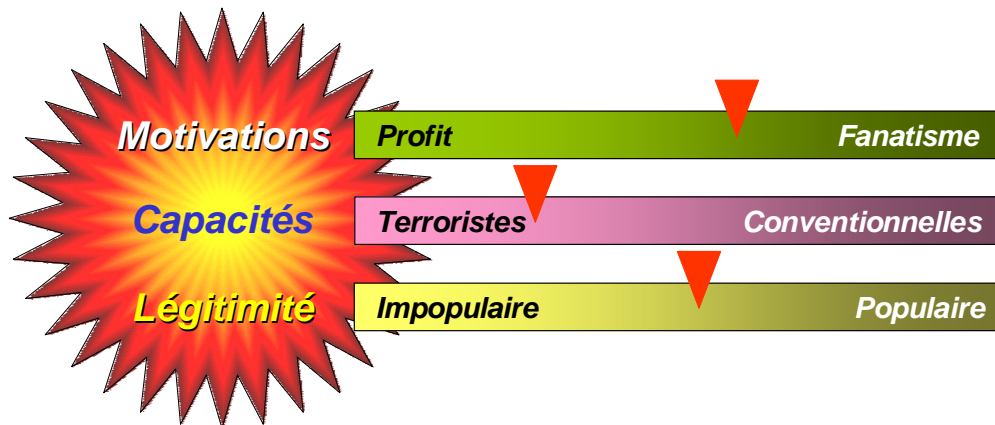 Motivations Profit Fanatisme
Capacités Terroristes Conventionnelles
Légitimité Impopulaire Populaire